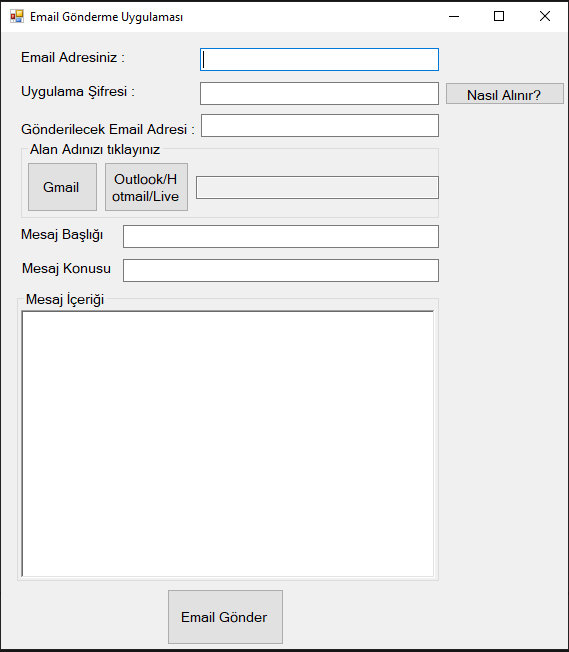 Email Gönderme Uygulaması
Email Adresiniz :
Uygulama Şifresi :
Nasıl Alınır?
Gönderilecek Email Adresi :
Alan Adınızı tıklayınız
Gmail
Outlook/H
otmail/Live
Mesaj Başlığı
Mesaj Konusu
Mesaj İçeriği
Email Gönder